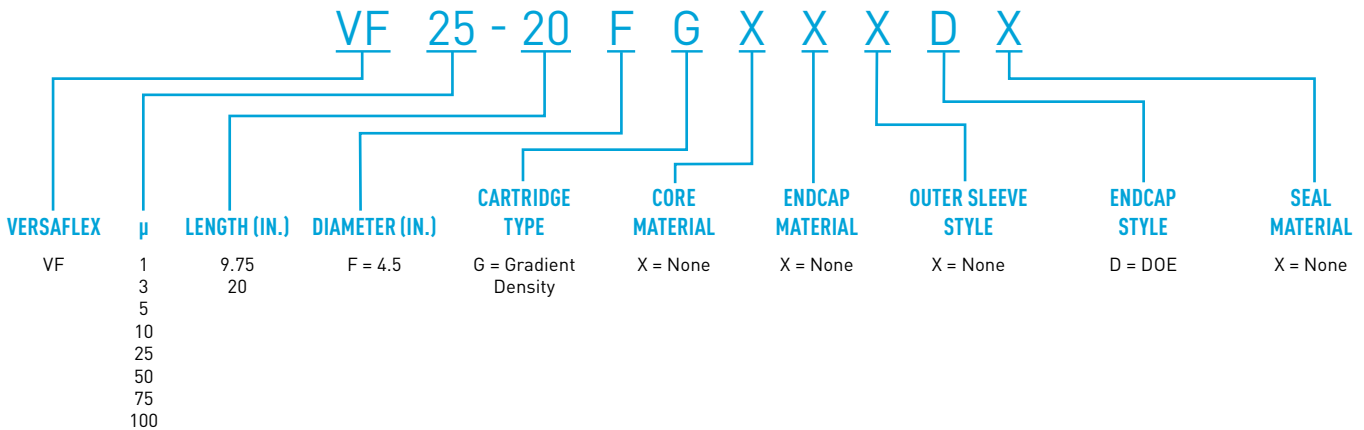 VF 25 - 20 F G X X X D X
VERSAFLEX
VF
µ
1
3
5
10
25
50
75
100
LENGTH (IN.)
9.75
20
DIAMETER (IN.)
F = 4.5
CARTRIDGE
TYPE
G = Gradient
Density
CORE
MATERIAL
X = None
ENDCAP
MATERIAL
X = None
OUTER SLEEVE
STYLE
X = None
ENDCAP
STYLE
D = DOE
SEAL
MATERIAL
X = None